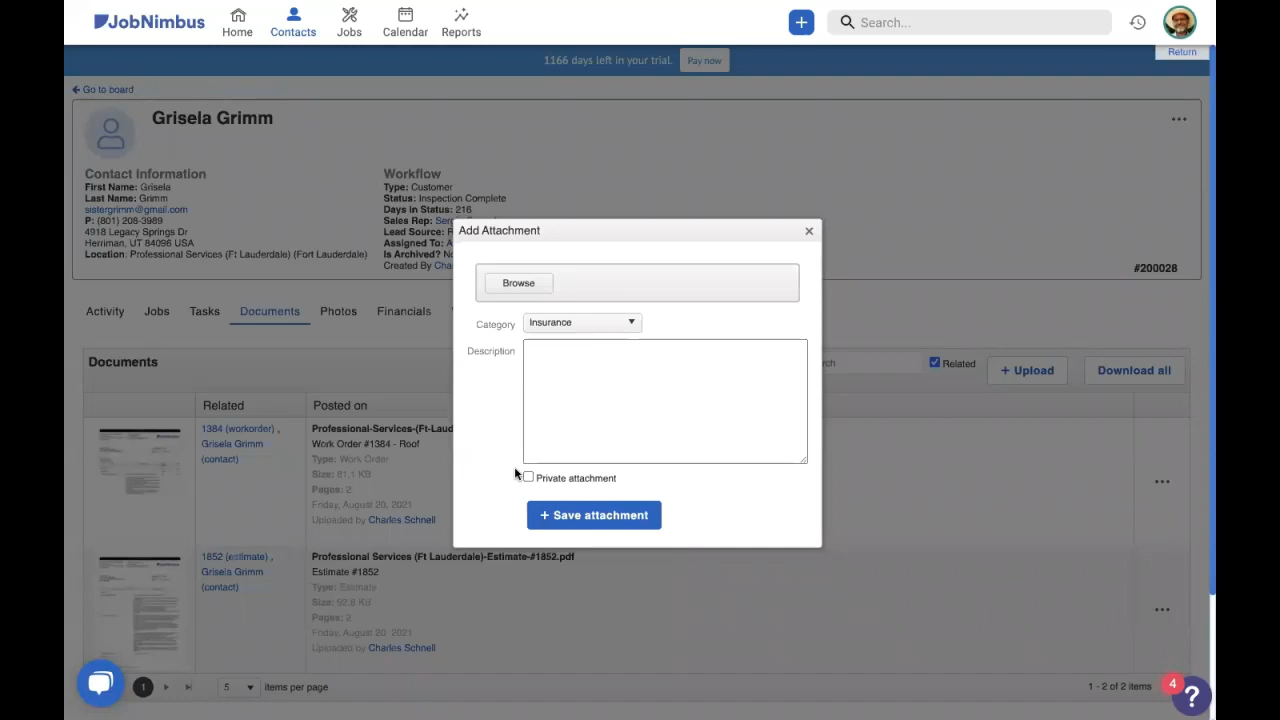 JobNimbus
Home
Contacts
Jobs
Calendar
Reports
+
Search...
1166 days left in your trial.
Pay now
Return
Go to board
Grisela Grimm
Contact information
First Name: Grisela
Last Name: Grimm
sistergrimm@gmail.com
P: (801) 208-3989
4918 Legacy Springs Dr
Herriman, UT 84096 USA
Location: Professional Services (Ft Lauderdale) (Fort Lauderdale)
Workflow
Type: Customer
Status: Inspection Complete
Days in Status: 216
Sales Rep:
Lead Source:
Assigned To:
Is Archived?
Created By
#200028
Add Attachment
Browse
Category
Insurance
Description
Private attachment
+ Save attachment
Activity
Jobs
Tasks
Documents
Photos
Financials
Documents
Related
+ Upload
Download all
Related
Posted on
1384 (workorder) ,
Grisela Grimm
(contact)
Professional-Services-(Ft-Laud
Work Order #1384 - Roof
Type: Work Order
Size: 81.1 KB
Pages: 2
Friday, August 20, 2021
Uploaded by Charles Schnell
1852 (estimate) ,
Grisela Grimm
(contact)
Professional Services (Ft Lauderdale)-Estimate-#1852.pdf
Estimate #1852
Type: Estimate
Size: 92.8 KB
Pages: 2
Friday, August 20, 2021
Uploaded by Charles Schnell
1
5
items per page
1 - 2 of 2 items
4
?